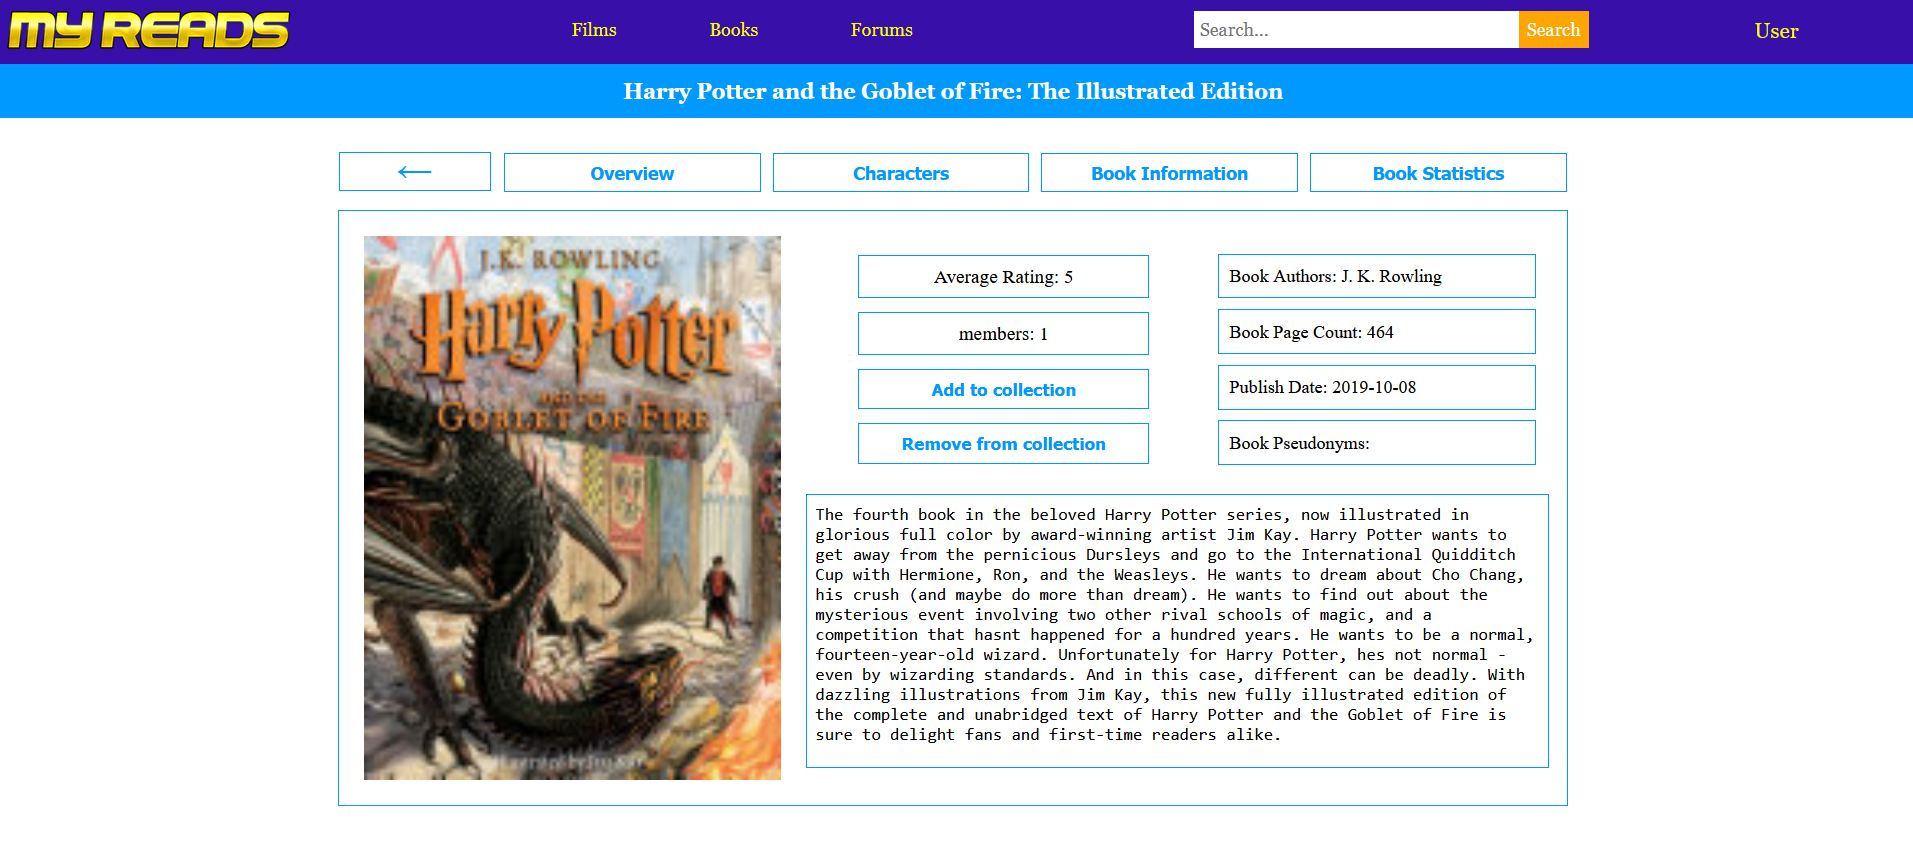 MY READS
Films Books Forums Search... Search User
Harry Potter and the Goblet of Fire: The Illustrated Edition
← Overview Characters Book Information Book Statistics
J.K. ROWLING
Harry Potter
AND THE
GOBLET OF FIRE
Illustrated by Jim Kay
Average Rating: 5
members: 1
Add to collection
Remove from collection
Book Authors: J. K. Rowling
Book Page Count: 464
Publish Date: 2019-10-08
Book Pseudonyms:
The fourth book in the beloved Harry Potter series, now illustrated in
glorious full color by award-winning artist Jim Kay. Harry Potter wants to
get away from the pernicious Dursleys and go to the International Quidditch
Cup with Hermione, Ron, and the Weasleys. He wants to dream about Cho Chang,
his crush (and maybe do more than dream). He wants to find out about the
mysterious event involving two other rival schools of magic, and a
competition that hasnt happened for a hundred years. He wants to be a normal,
fourteen-year-old wizard. Unfortunately for Harry Potter, hes not normal -
even by wizarding standards. And in this case, different can be deadly. With
dazzling illustrations from Jim Kay, this new fully illustrated edition of
the complete and unabridged text of Harry Potter and the Goblet of Fire is
sure to delight fans and first-time readers alike.